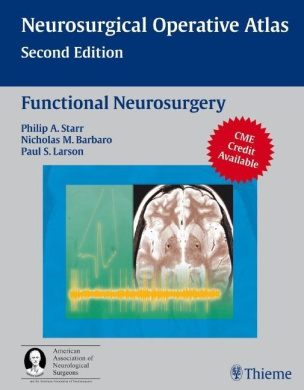 Neurosurgical Operative Atlas
Second Edition
Functional Neurosurgery
Philip A. Starr
Nicholas M. Barbaro
Paul S. Larson
CME
Credit
Available
American
Association of
Neurological
Surgeons
Thieme